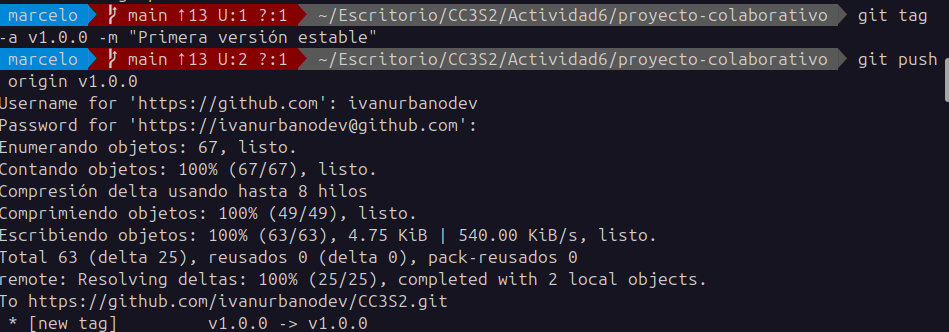 marcelo main ↑13 U:1 ?:1 ~/Escritorio/CC3S2/Actividad6/proyecto-colaborativo git tag
-a v1.0.0 -m "Primera versión estable"
marcelo main ↑13 U:2 ?:1 ~/Escritorio/CC3S2/Actividad6/proyecto-colaborativo git push
origin v1.0.0
Username for 'https://github.com': ivanurbanodev
Password for 'https://ivanurbanodev@github.com':
Enumerando objetos: 67, listo.
Contando objetos: 100% (67/67), listo.
Compresión delta usando hasta 8 hilos
Comprimiendo objetos: 100% (49/49), listo.
Escribiendo objetos: 100% (63/63), 4.75 KiB | 540.00 KiB/s, listo.
Total 63 (delta 25), reusados 0 (delta 0), pack-reusados 0
remote: Resolving deltas: 100% (25/25), completed with 2 local objects.
To https://github.com/ivanurbanodev/CC3S2.git
 * [new tag]         v1.0.0 -> v1.0.0